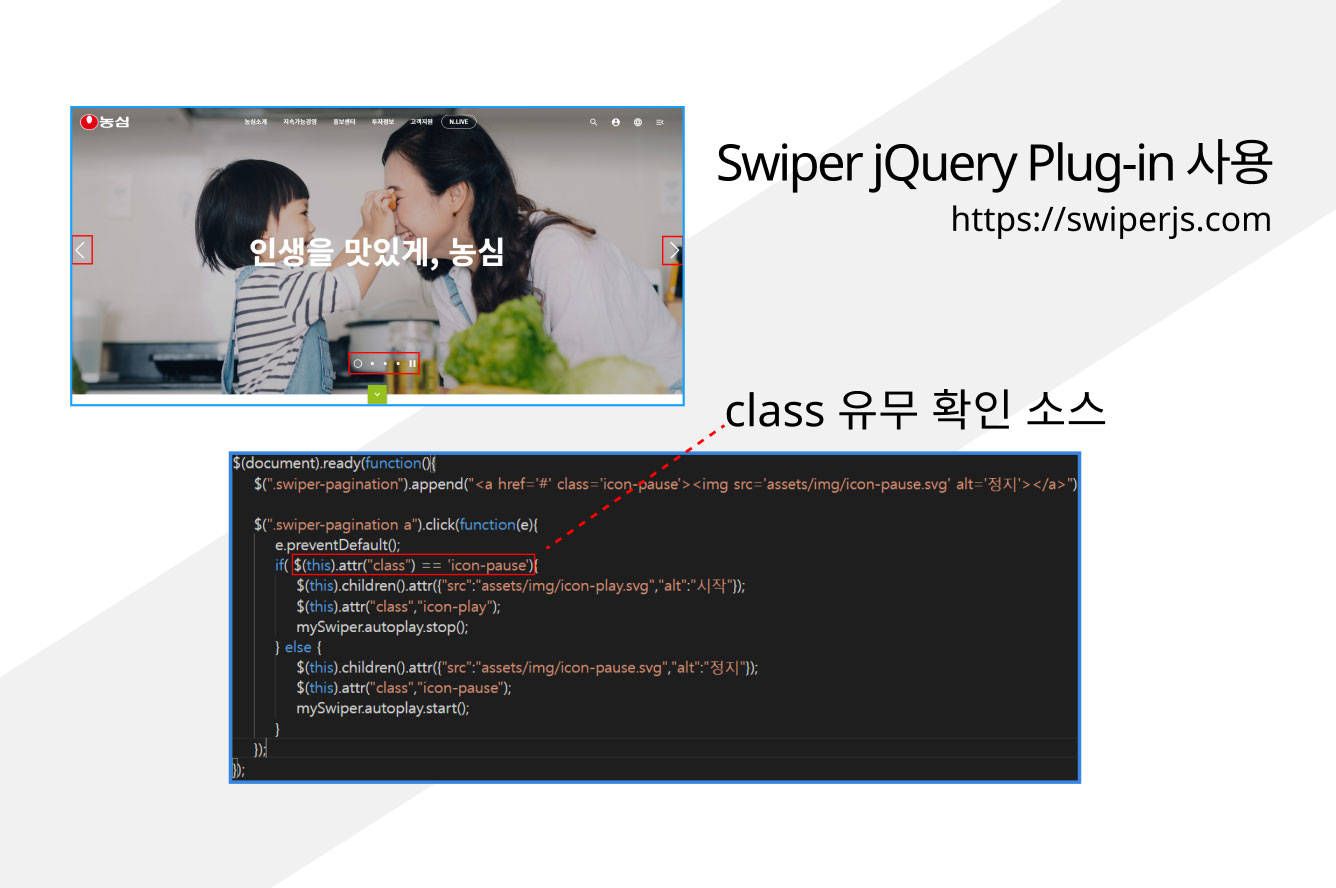 농심
농심소개 지속가능경영 홍보센터 투자정보 고객지원 N.LIVE
인생을 맛있게, 농심
Swiper jQuery Plug-in 사용
https://swiperjs.com
class 유무 확인 소스
$(document).ready(function(){
$(".swiper-pagination").append("<a href='#' class='icon-pause'><img src='assets/img/icon-pause.svg' alt='정지'></a>")
$(".swiper-pagination a").click(function(e){
e.preventDefault();
if( $(this).attr("class") == 'icon-pause'){
$(this).children().attr({"src":"assets/img/icon-play.svg","alt":"시작"});
$(this).attr("class","icon-play");
mySwiper.autoplay.stop();
} else {
$(this).children().attr({"src":"assets/img/icon-pause.svg","alt":"정지"});
$(this).attr("class","icon-pause");
mySwiper.autoplay.start();
}
});
});